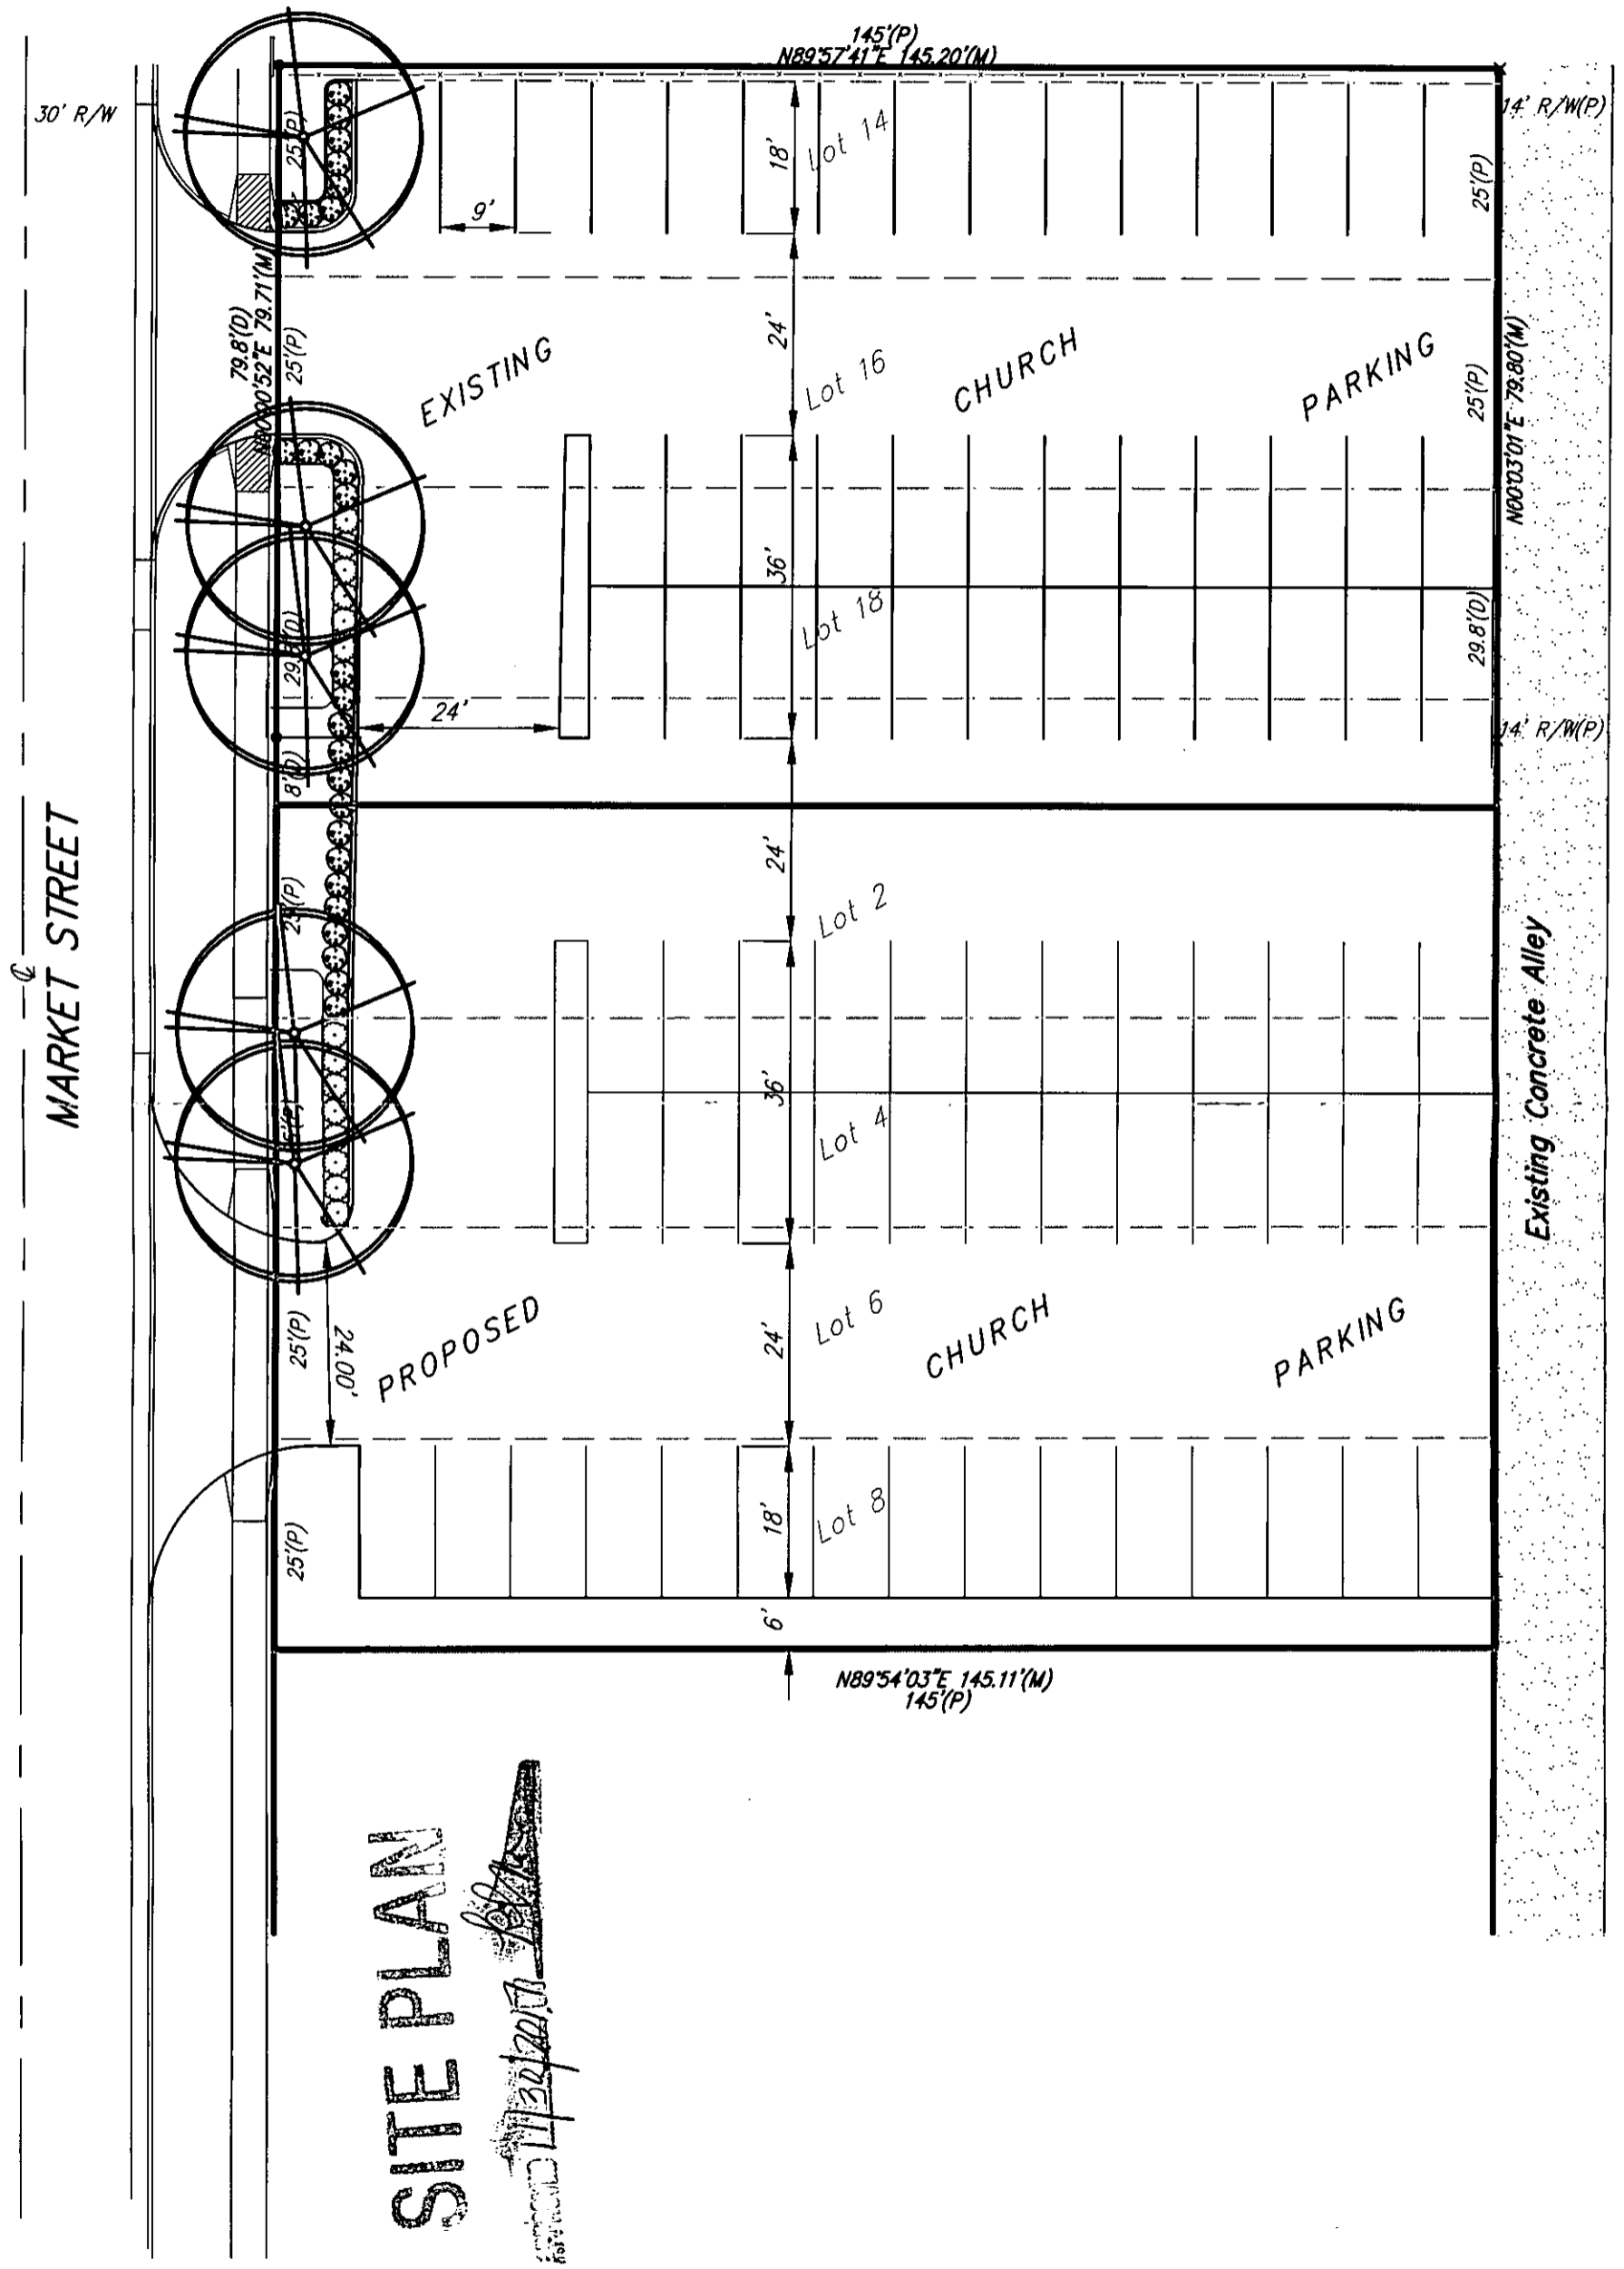 145'(P)
N89°57'41"E 145.20'(M)
30' R/W
14' R/W(P)
25'(P)
18'
Lot 14
25'(P)
9'
79.8'(D)
N00°00'52"E 79.71'(M)
25'(P)
24'
Lot 16
EXISTING CHURCH PARKING
25'(P)
N00°03'01"E 79.80'(M)
36'
Lot 18
29.8'(D)
29.8'(D)
24'
14' R/W(P)
8'(D)
24'
Lot 2
25'(P)
MARKET STREET
36'
Lot 4
Existing Concrete Alley
25'(P)
24.00'
24'
Lot 6
PROPOSED CHURCH PARKING
25'(P)
18'
Lot 8
6'
N89°54'03"E 145.11'(M)
145'(P)
SITE PLAN